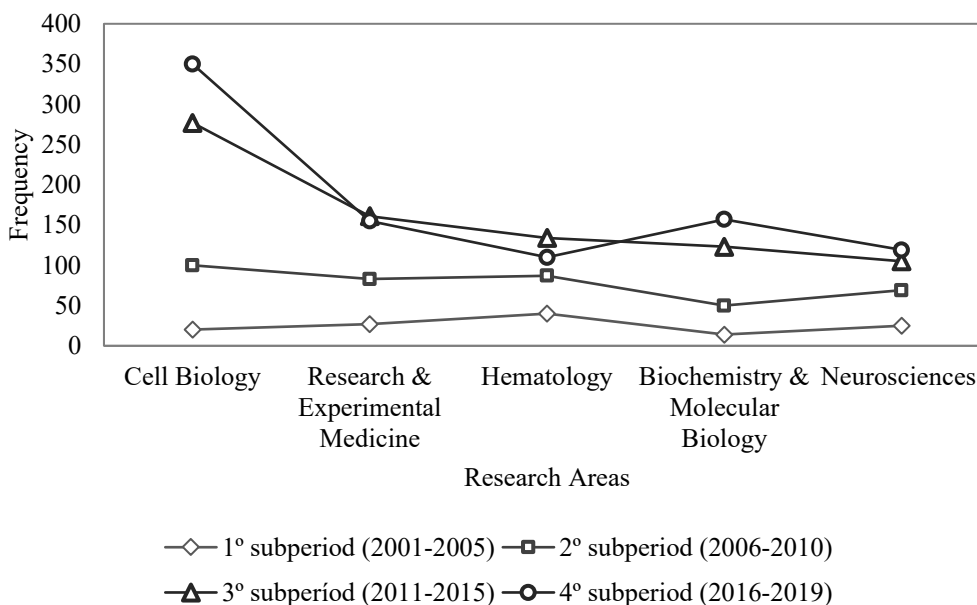 400
350
300
250
200
150
100
50
0
Frequency
Cell Biology
Research &
Experimental
Medicine
Hematology
Biochemistry &
Molecular
Biology
Neurosciences
Research Areas
1º subperiod (2001-2005)
2º subperiod (2006-2010)
3º subperíod (2011-2015)
4º subperiod (2016-2019)